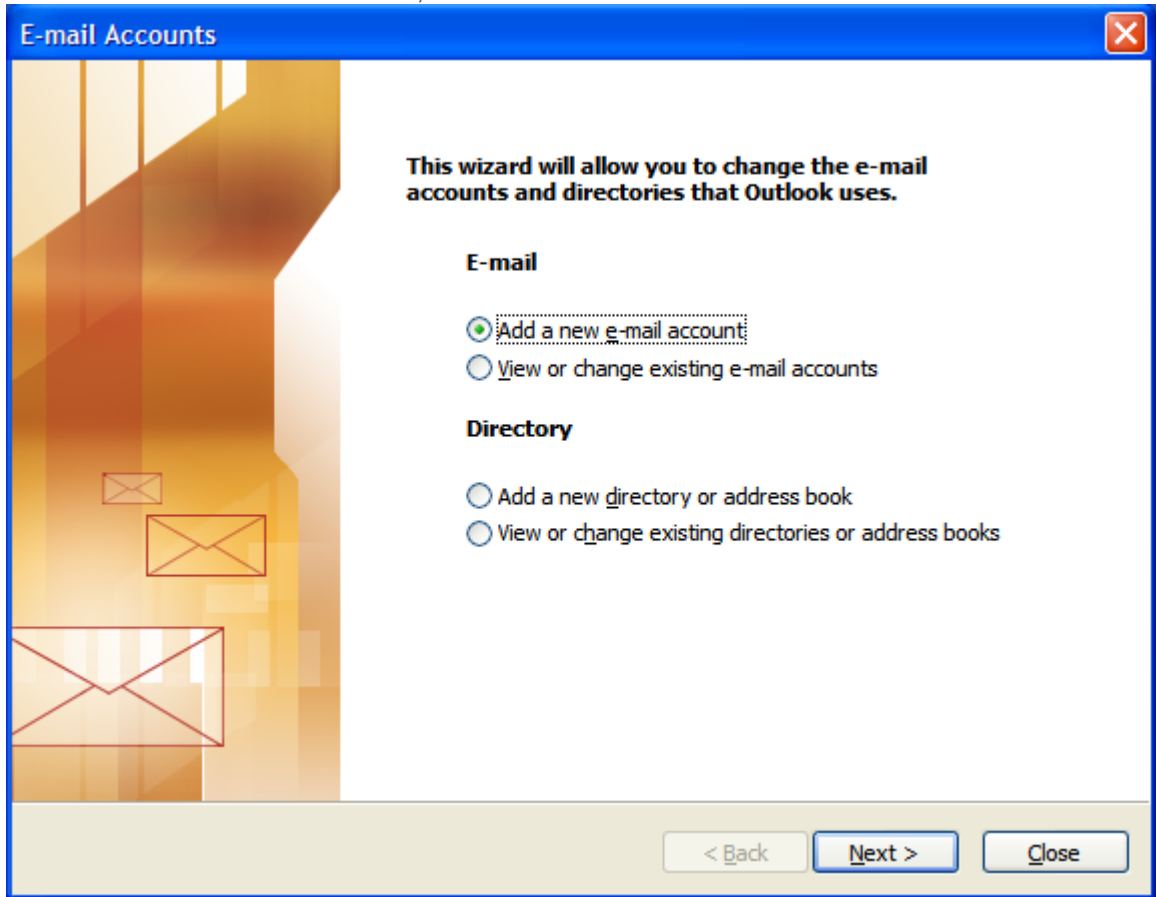 E-mail Accounts
This wizard will allow you to change the e-mail
accounts and directories that Outlook uses.
E-mail
Add a new e-mail account
View or change existing e-mail accounts
Directory
Add a new directory or address book
View or change existing directories or address books
< Back Next > Close